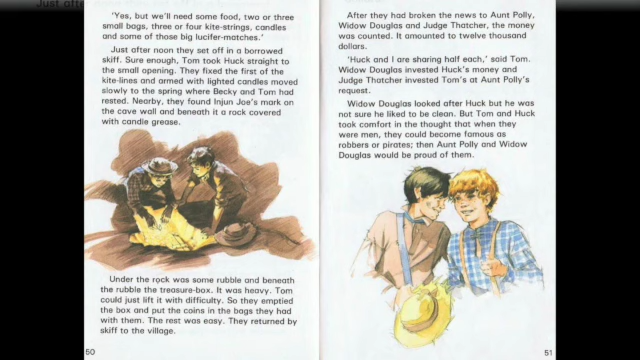 'Yes, but we'll need some food, two or three
small bags, three or four kite-strings, candles
and some of those big lucifer-matches.'
Just after noon they set off in a borrowed
skiff. Sure enough, Tom took Huck straight to
the small opening. They fixed the first of the
kite-lines and armed with lighted candles moved
slowly to the spring where Becky and Tom had
rested. Nearby, they found Injun Joe's mark on
the cave wall and beneath it a rock covered
with candle grease.
Under the rock was some rubble and beneath
the rubble the treasure-box. It was heavy. Tom
could just lift it with difficulty. So they emptied
the box and put the coins in the bags they had
with them. The rest was easy. They returned by
skiff to the village.
50
After they had broken the news to Aunt Polly,
Widow Douglas and Judge Thatcher, the money
was counted. It amounted to twelve thousand
dollars.
'Huck and I are sharing half each,' said Tom.
Widow Douglas invested Huck's money and
Judge Thatcher invested Tom's at Aunt Polly's
request.
Widow Douglas looked after Huck but he was
not sure he liked to be clean. But Tom and Huck
took comfort in the thought that when they
were men, they could become famous as
robbers or pirates; then Aunt Polly and Widow
Douglas would be proud of them.
51